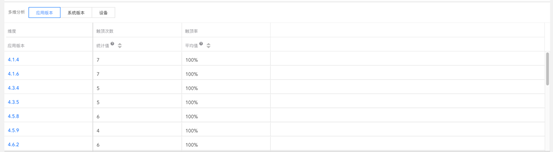 多维分析 应用版本 系统版本 设备
维度 触顶次数 触顶率
应用版本 统计值 平均值
4.1.4 7 100%
4.1.6 7 100%
4.3.4 5 100%
4.3.5 5 100%
4.5.8 6 100%
4.5.9 4 100%
4.6.2 6 100%